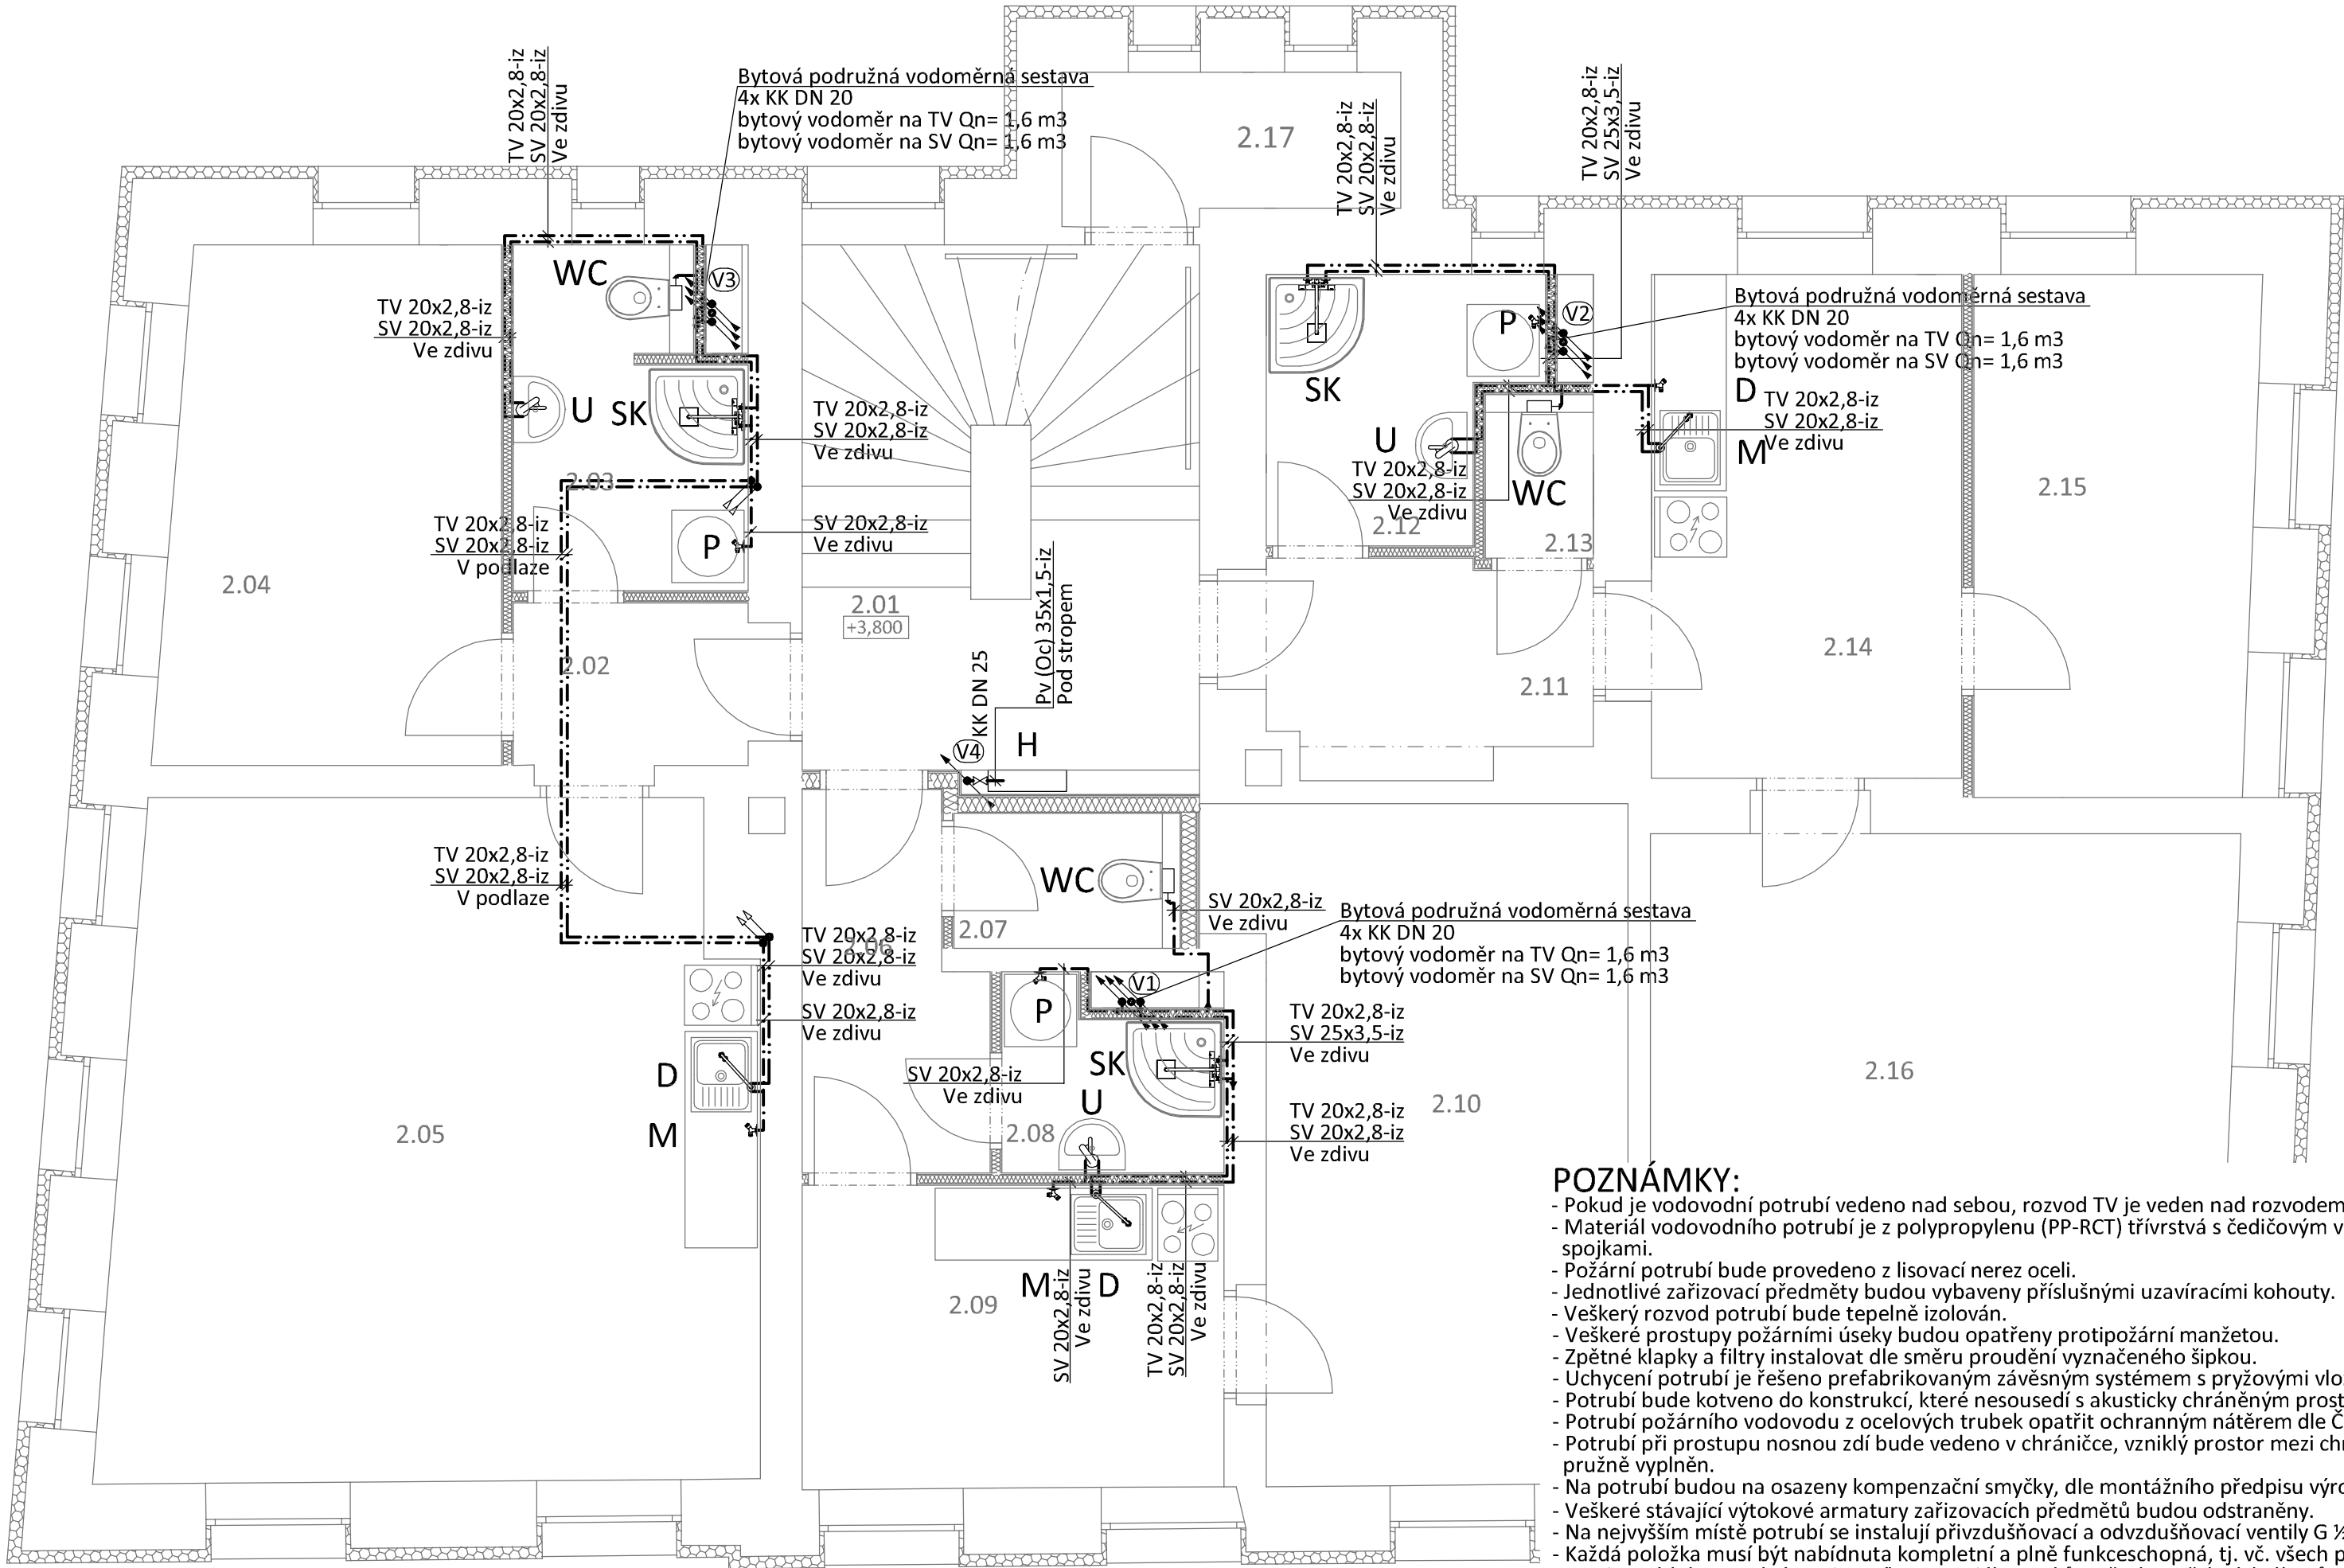 TV 20x2,8-iz
SV 20x2,8-iz
Ve zdivu
Bytová podružná vodoměrná sestava
4x KK DN 20
bytový vodoměr na TV Qn= 1,6 m3
bytový vodoměr na SV Qn= 1,6 m3
2.17
TV 20x2,8-iz
SV 20x2,8-iz
Ve zdivu
TV 20x2,8-iz
SV 25x3,5-iz
Ve zdivu
WC
V3
TV 20x2,8-iz
SV 20x2,8-iz
Ve zdivu
P
V2
Bytová podružná vodoměrná sestava
4x KK DN 20
bytový vodoměr na TV Qn= 1,6 m3
bytový vodoměr na SV Qn= 1,6 m3
SK
U
SK
TV 20x2,8-iz
SV 20x2,8-iz
Ve zdivu
D
TV 20x2,8-iz
SV 20x2,8-iz
Ve zdivu
M
U
TV 20x2,8-iz
SV 20x2,8-iz
Ve zdivu
WC
2.03
2.15
TV 20x2,8-iz
SV 20x2,8-iz
V podlaze
SV 20x2,8-iz
Ve zdivu
P
2.12
2.13
2.04
2.01
+3,800
Pv (Oc) 35x1,5-iz
Pod stropem
2.02
2.14
2.11
KK DN 25
V4
H
TV 20x2,8-iz
SV 20x2,8-iz
V podlaze
WC
SV 20x2,8-iz
Ve zdivu
Bytová podružná vodoměrná sestava
4x KK DN 20
bytový vodoměr na TV Qn= 1,6 m3
bytový vodoměr na SV Qn= 1,6 m3
2.07
2.06
TV 20x2,8-iz
SV 20x2,8-iz
Ve zdivu
SV 20x2,8-iz
Ve zdivu
V1
P
TV 20x2,8-iz
SV 25x3,5-iz
Ve zdivu
SK
SV 20x2,8-iz
Ve zdivu
U
D
M
2.05
2.08
TV 20x2,8-iz
SV 20x2,8-iz
Ve zdivu
2.10
2.16
M
D
2.09
SV 20x2,8-iz
Ve zdivu
TV 20x2,8-iz
SV 20x2,8-iz
Ve zdivu
POZNÁMKY:
- Pokud je vodovodní potrubí vedeno nad sebou, rozvod TV je veden nad rozvodem
- Materiál vodovodního potrubí je z polypropylenu (PP-RCT) třívrstvá s čedičovým v
spojkami.
- Požární potrubí bude provedeno z lisovací nerez oceli.
- Jednotlivé zařizovací předměty budou vybaveny příslušnými uzavíracími kohouty.
- Veškerý rozvod potrubí bude tepelně izolován.
- Veškeré prostupy požárními úseky budou opatřeny protipožární manžetou.
- Zpětné klapky a filtry instalovat dle směru proudění vyznačeného šipkou.
- Uchycení potrubí je řešeno prefabrikovaným závěsným systémem s pryžovými vlo
- Potrubí bude kotveno do konstrukcí, které nesousedí s akusticky chráněným prost
- Potrubí požárního vodovodu z ocelových trubek opatřit ochranným nátěrem dle Č
- Potrubí při prostupu nosnou zdí bude vedeno v chráničce, vzniklý prostor mezi chr
pružně vyplněn.
- Na potrubí budou na osazeny kompenzační smyčky, dle montážního předpisu výro
- Veškeré stávající výtokové armatury zařizovacích předmětů budou odstraněny.
- Na nejvyšším místě potrubí se instalují přivzdušňovací a odvzdušňovací ventily G ½
- Každá položka musí být nabídnuta kompletní a plně funkceschopná, tj. vč. všech p